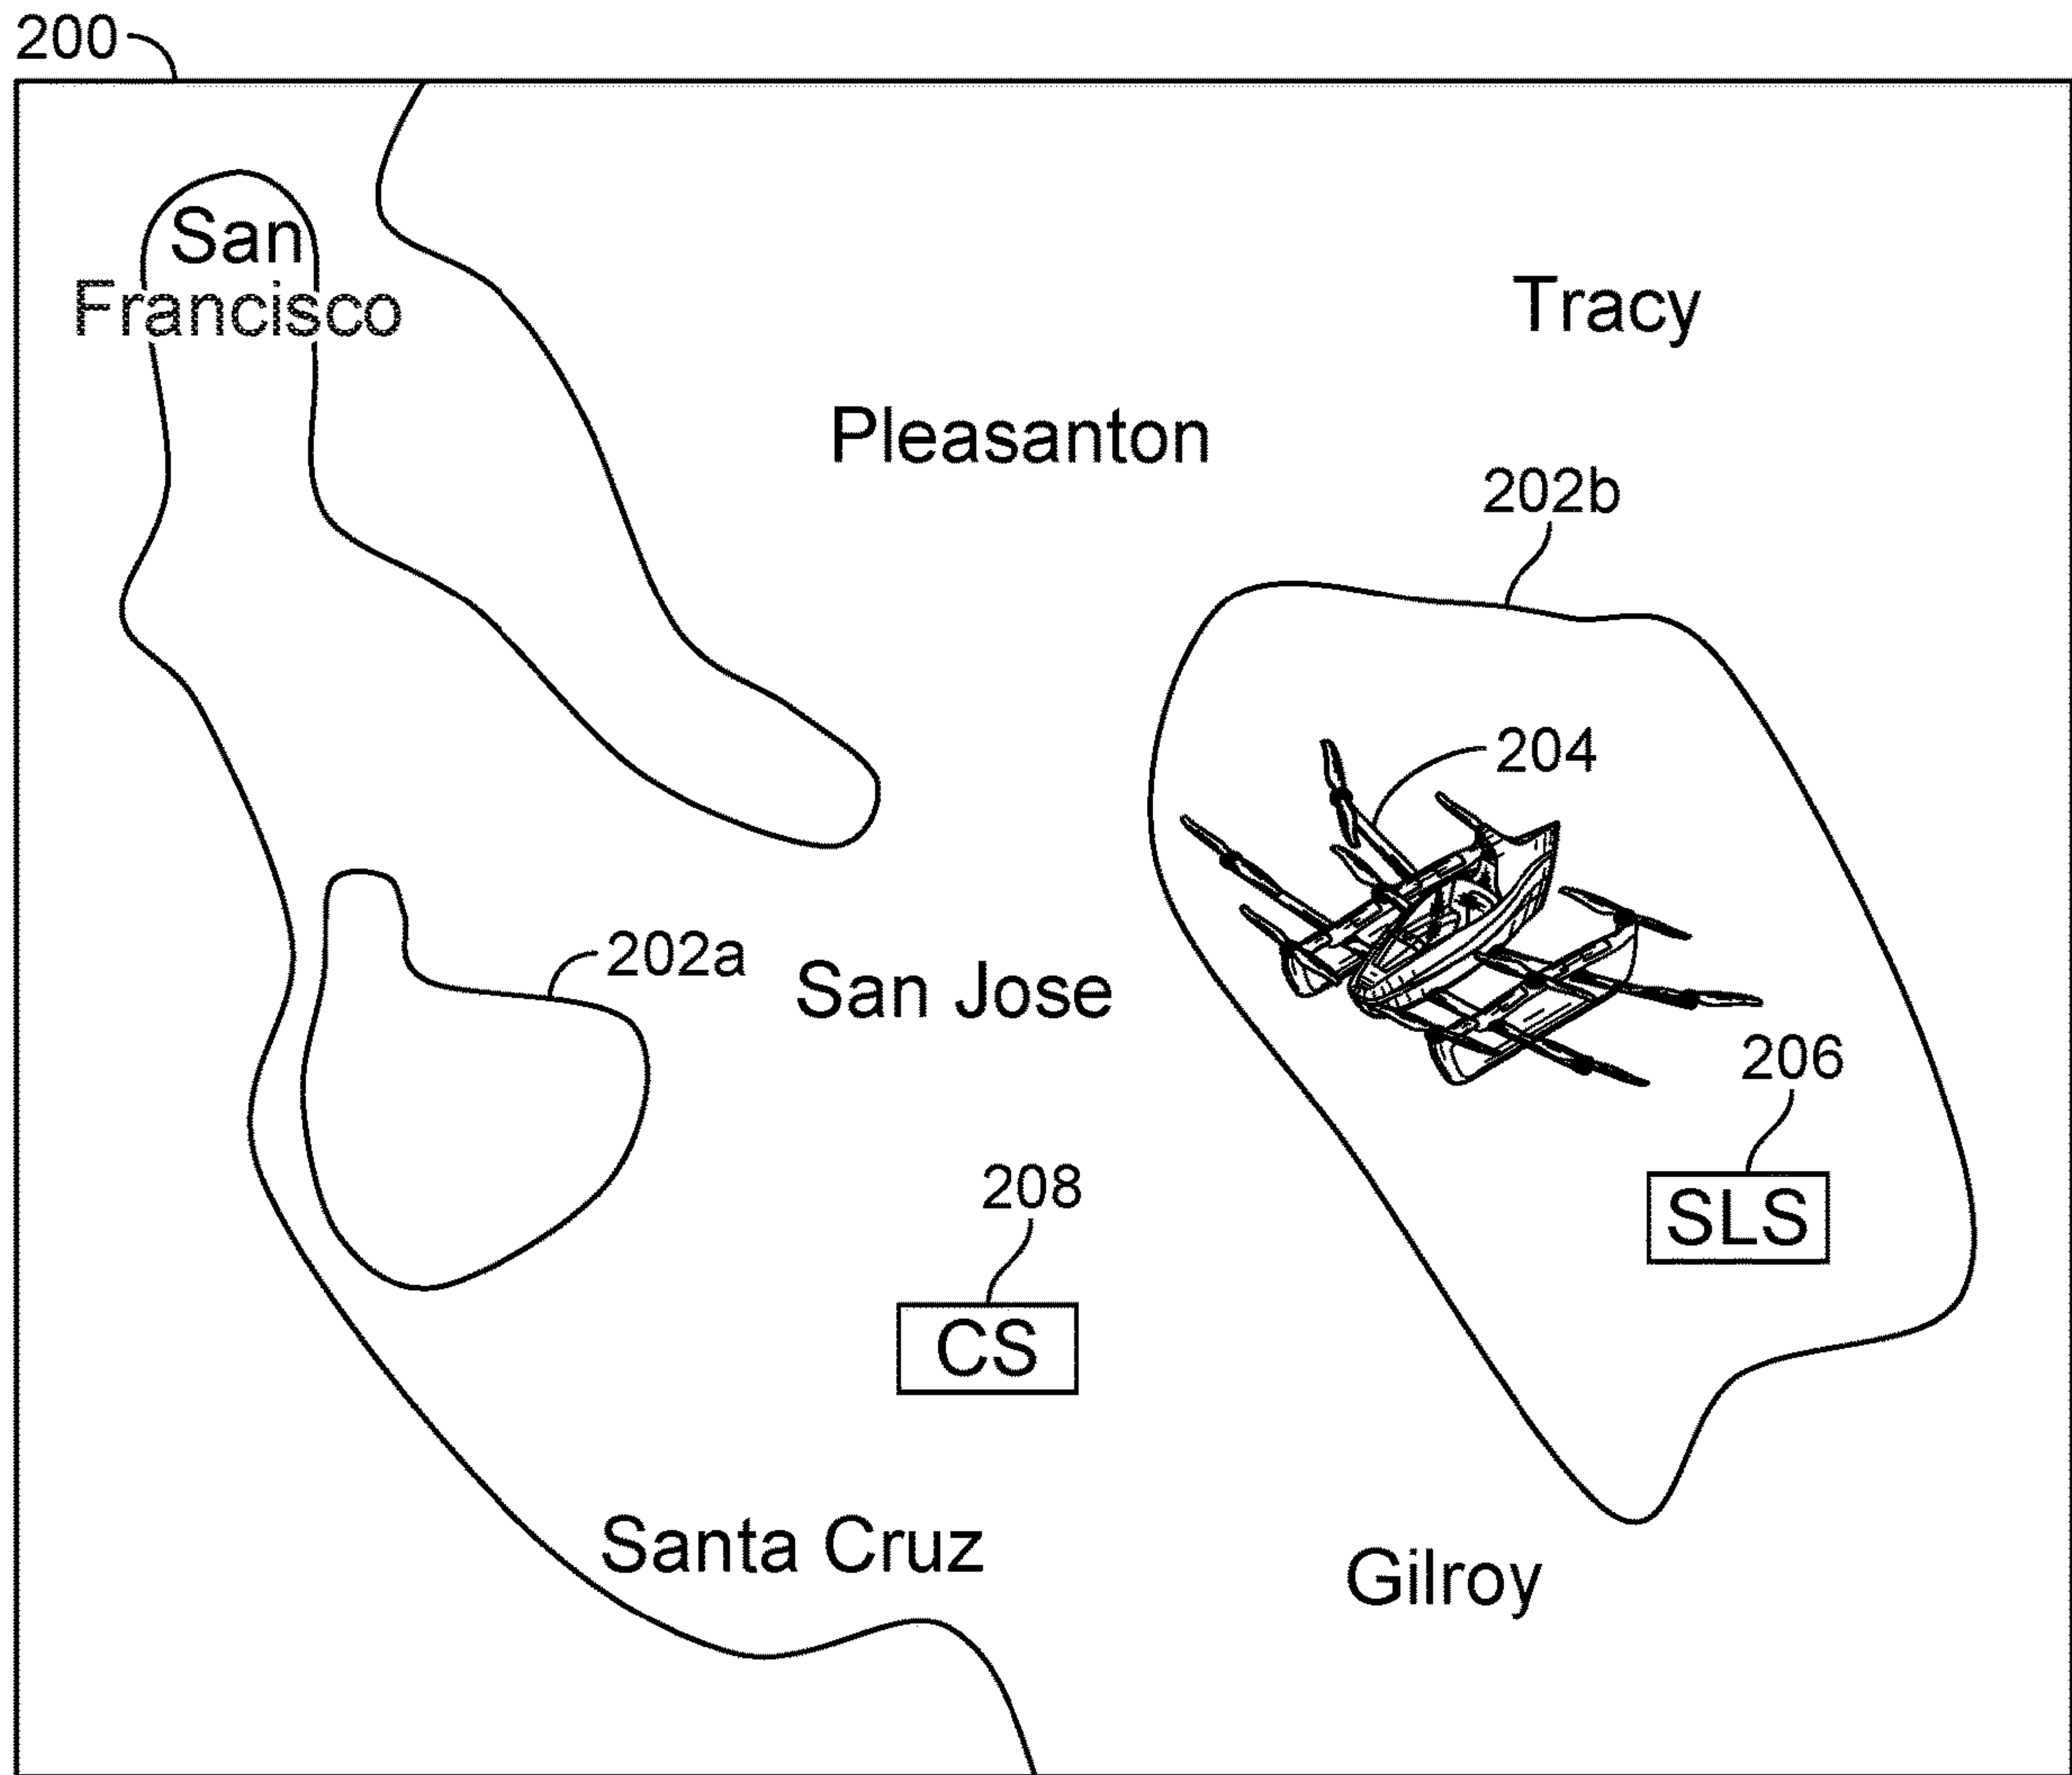 200
San
Francisco
Tracy
Pleasanton
202b
204
202a
San Jose
206
208
SLS
CS
Santa Cruz
Gilroy